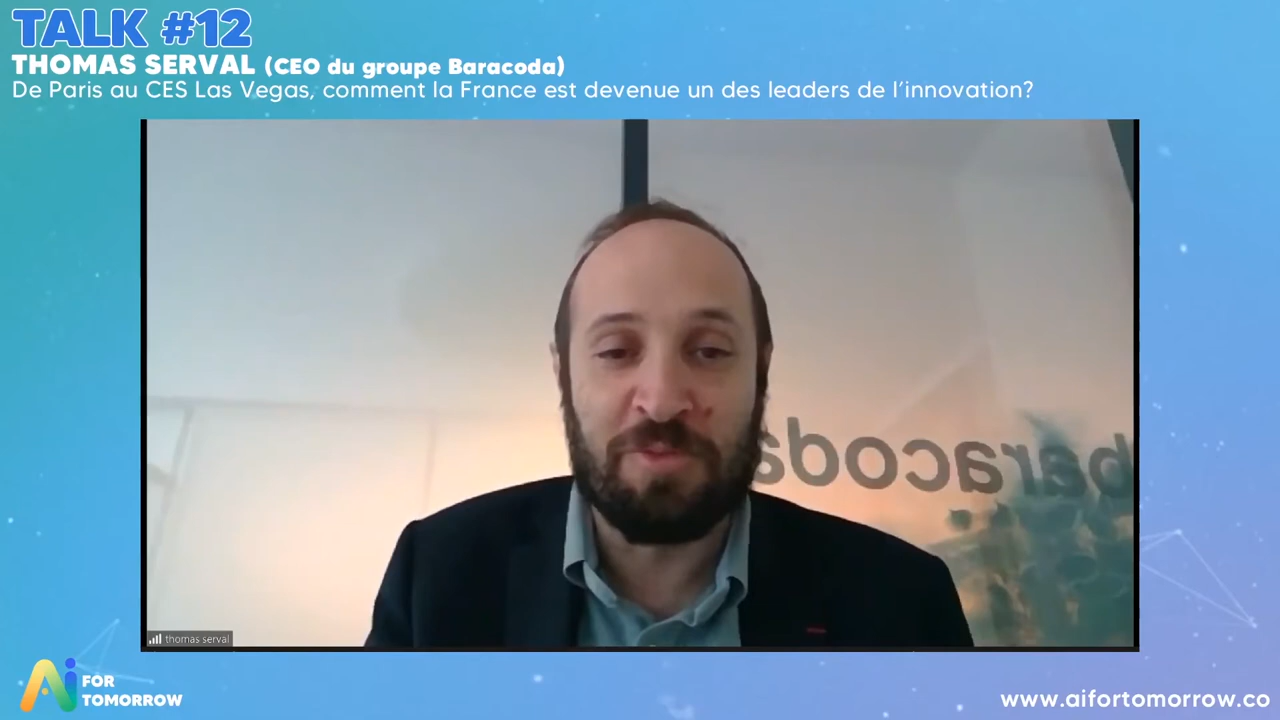 TALK #12
THOMAS SERVAL (CEO du groupe Baracoda)
De Paris au CES Las Vegas, comment la France est devenue un des leaders de l'innovation?
baracoda
thomas serval
Ai FOR
TOMORROW
www.aifortomorrow.co